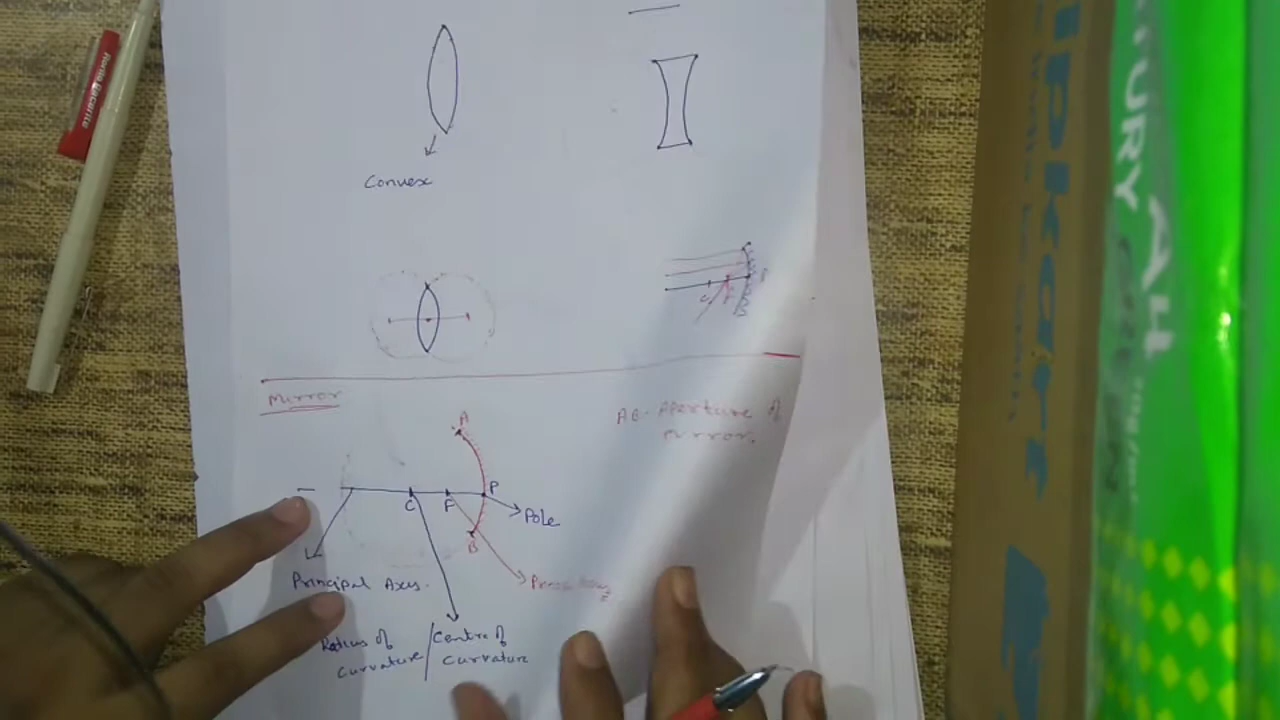 Convex
C
F
P
B
Mirror
AB - Aperture of
mirror.
A
C
F
P
Pole
B
Principal Axis.
Radius of
curvature
/
Centre of
curvature